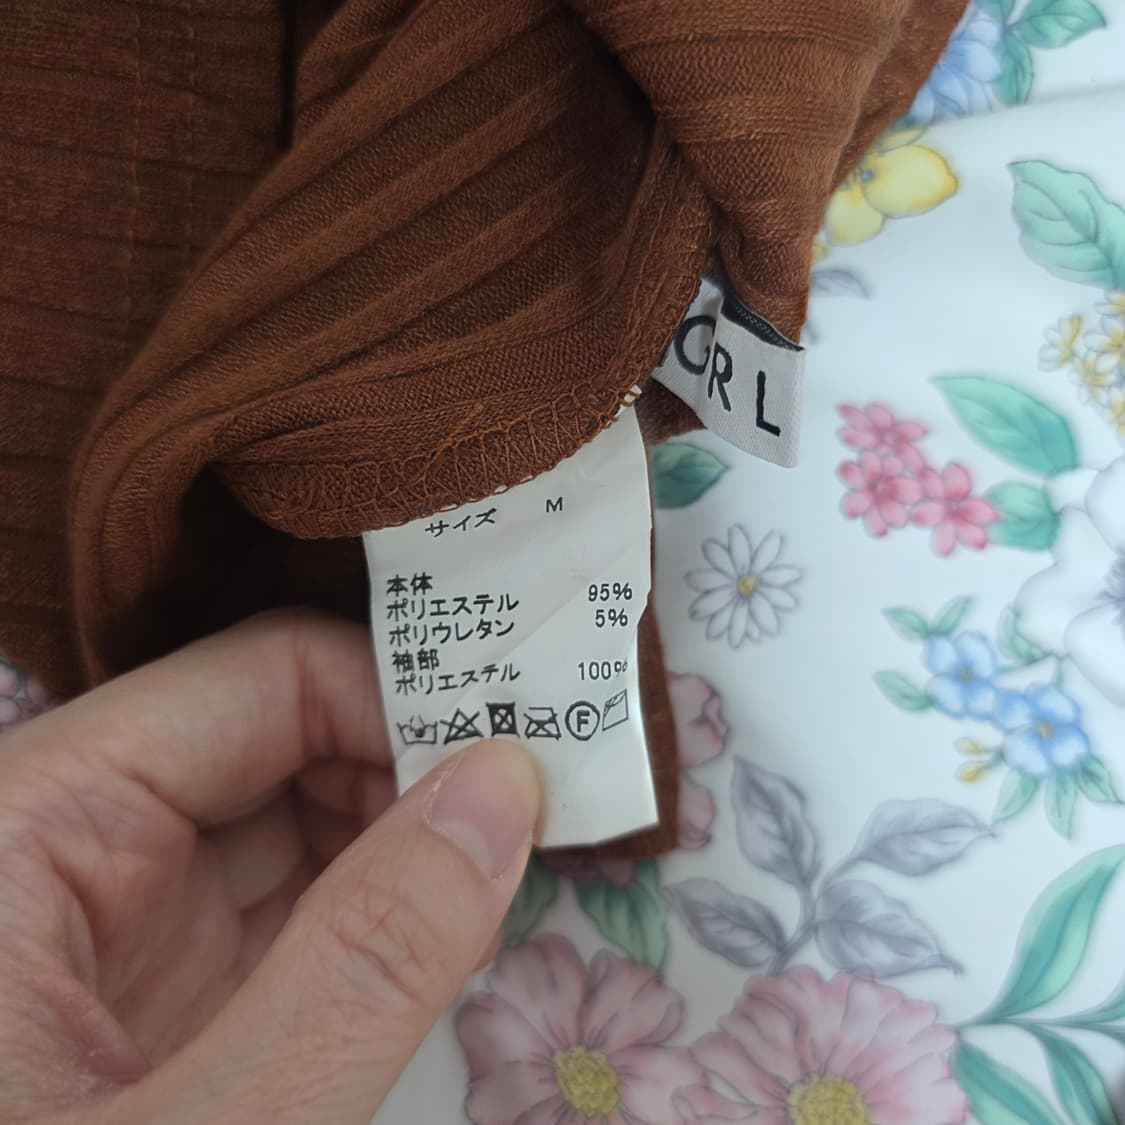 GRL
サイズ M
本体
ポリエステル 95%
ポリウレタン 5%
袖部
ポリエステル 100%
F